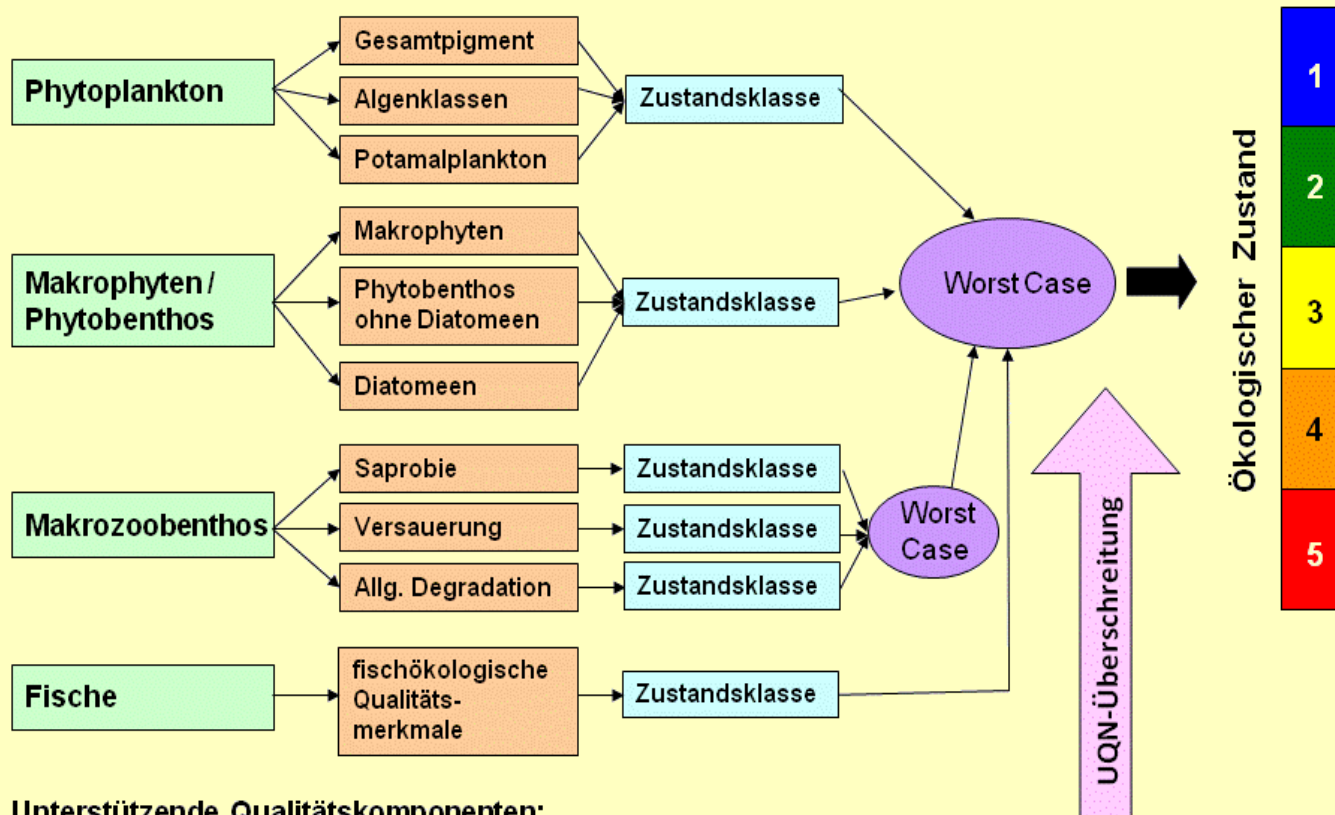 Phytoplankton
Gesamtpigment
Algenklassen
Potamalplankton
Zustandsklasse
Makrophyten /
Phytobenthos
Makrophyten
Phytobenthos
ohne Diatomeen
Diatomeen
Zustandsklasse
Makrozoobenthos
Saprobie
Versauerung
Allg. Degradation
Zustandsklasse
Zustandsklasse
Zustandsklasse
Worst
Case
Fische
fischökologische
Qualitäts-
merkmale
Zustandsklasse
Worst Case
UQN-Überschreitung
Ökologischer Zustand
1
2
3
4
5
Unterstützende Qualitätskomponenten: